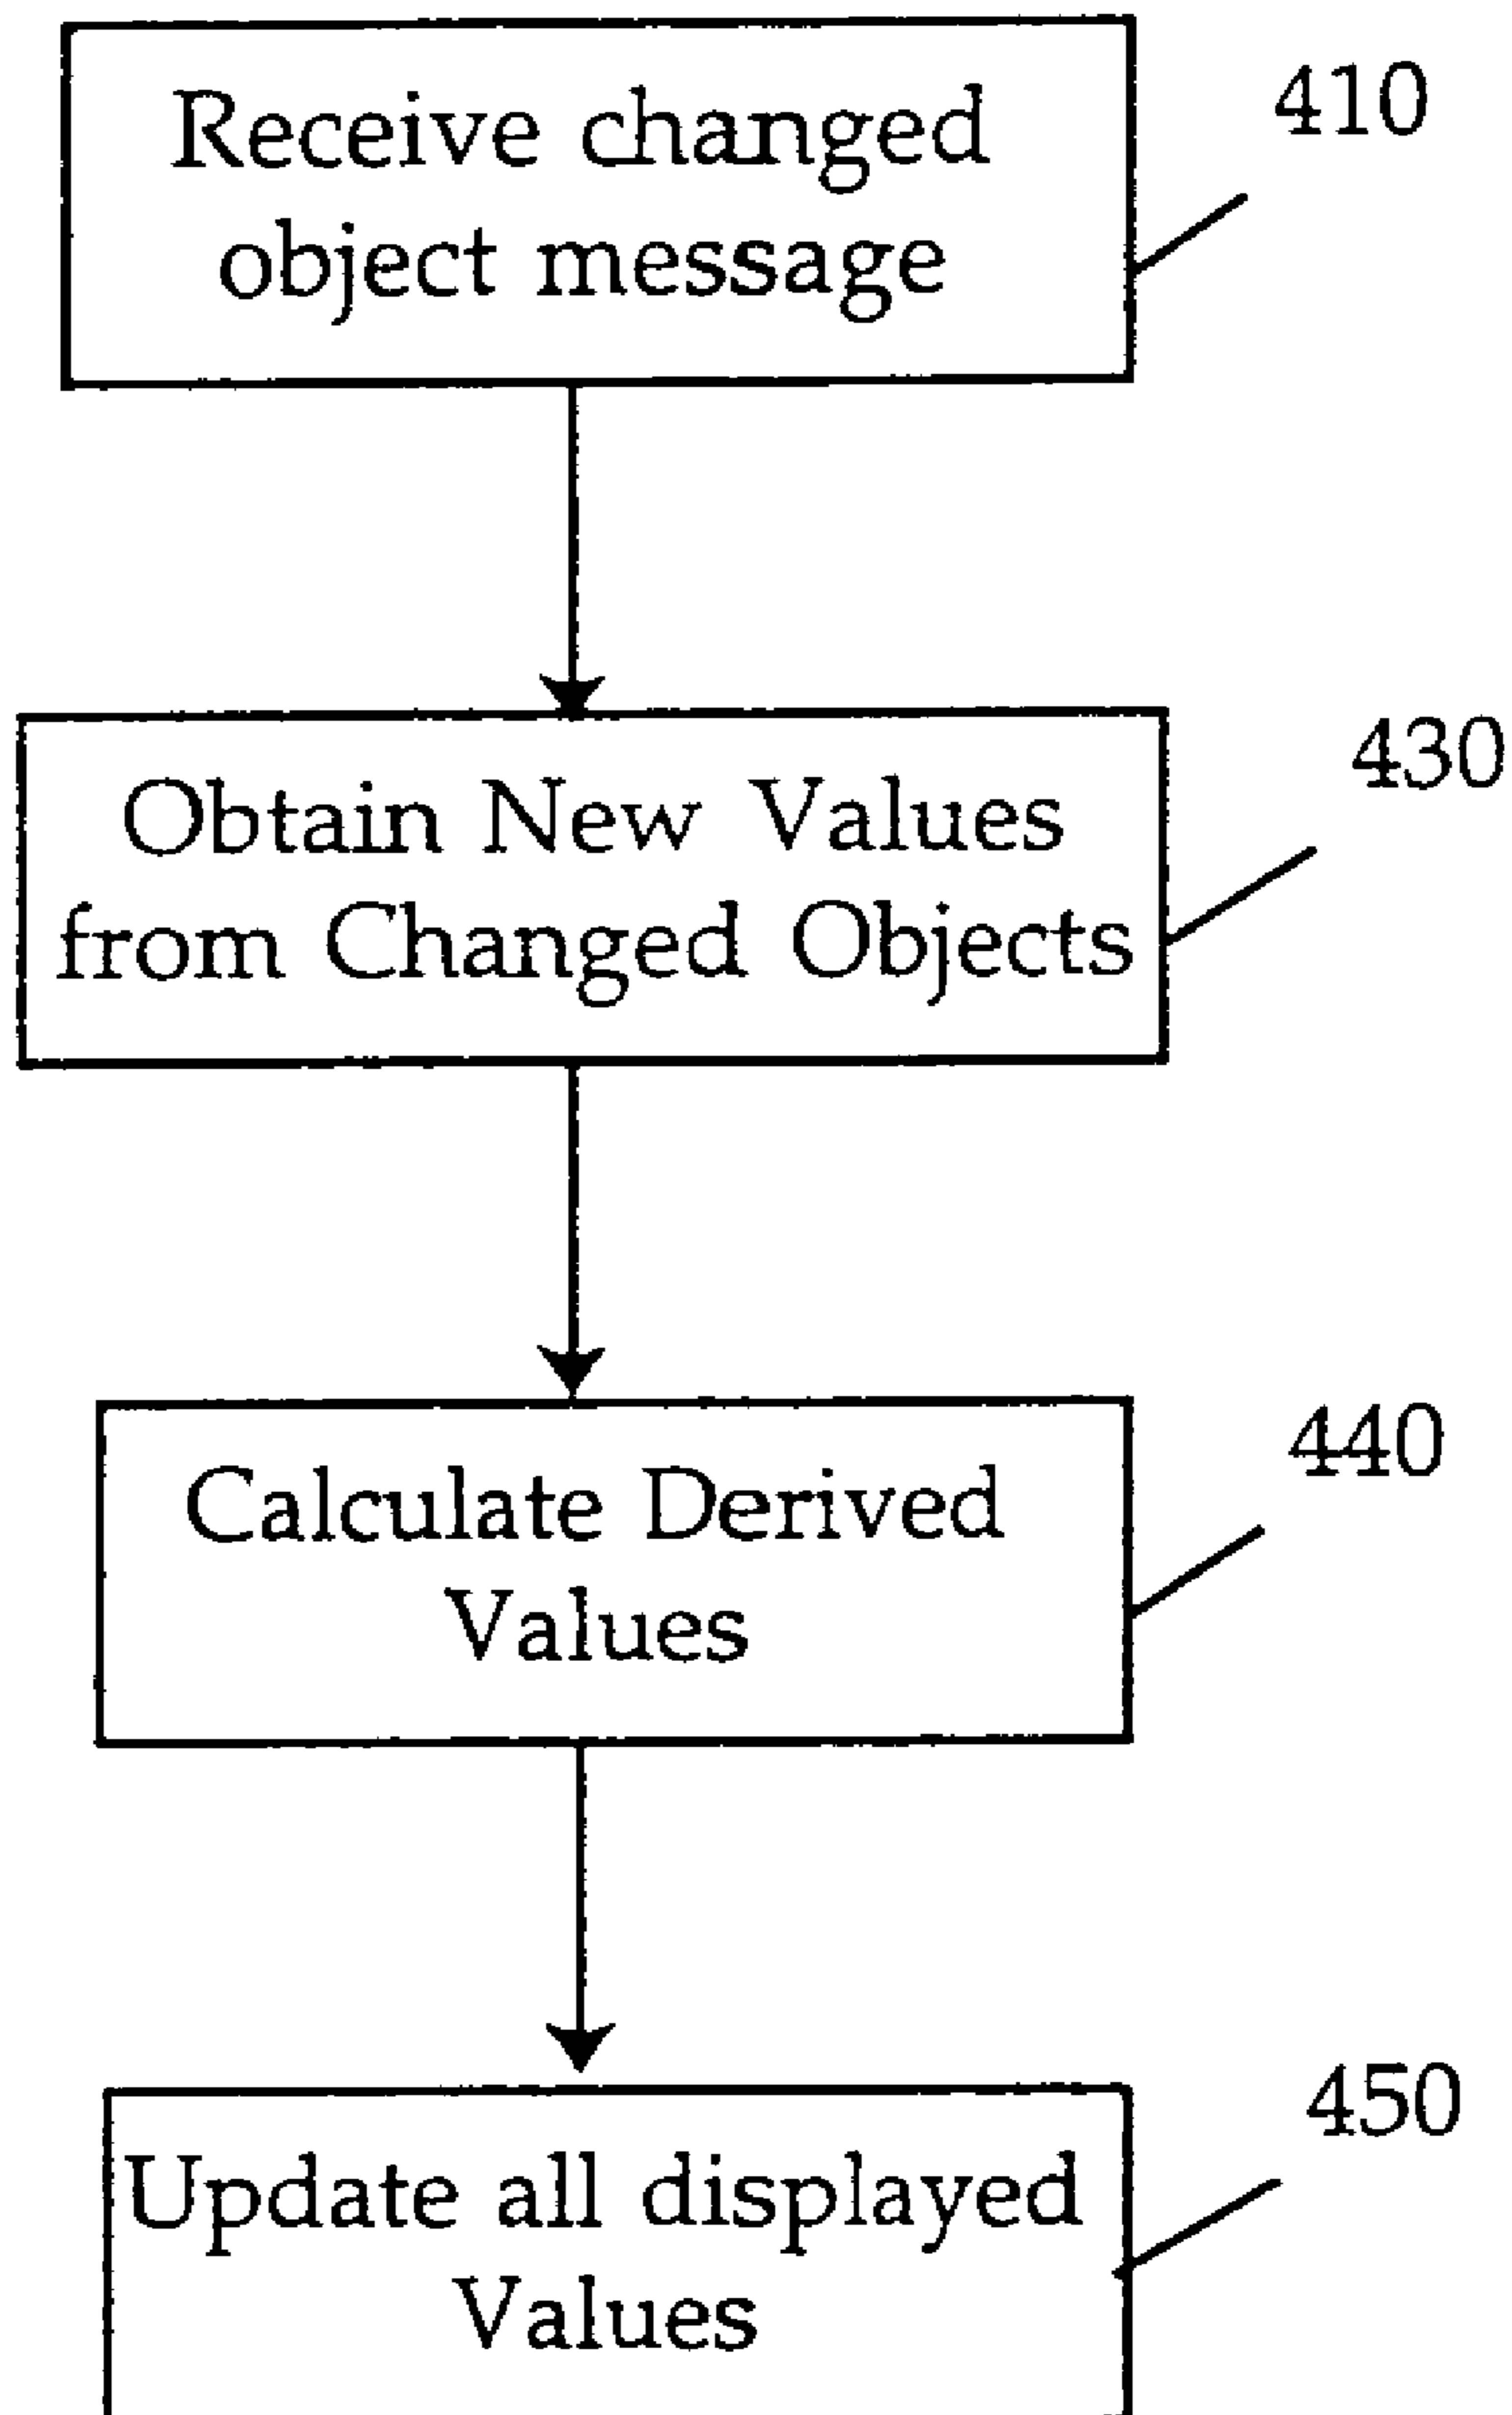 Receive changed
object message
410
Obtain New Values
from Changed Objects
430
Calculate Derived
Values
440
Update all displayed
Values
450